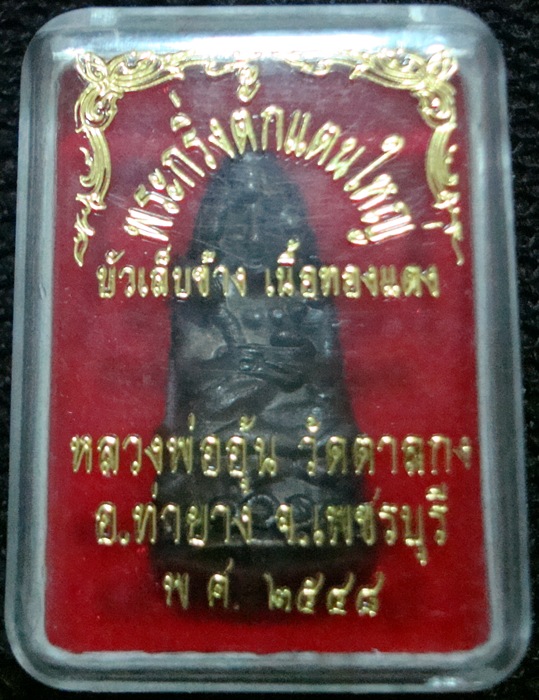 พระกริ่งตั๊กแตนใหญ่
บัวเล็บช้าง เนื้อทองแดง
หลวงพ่ออุ้น วัดตาลกง
อ.ท่ายาง จ.เพชรบุรี
พ.ศ. ๒๕๔๘